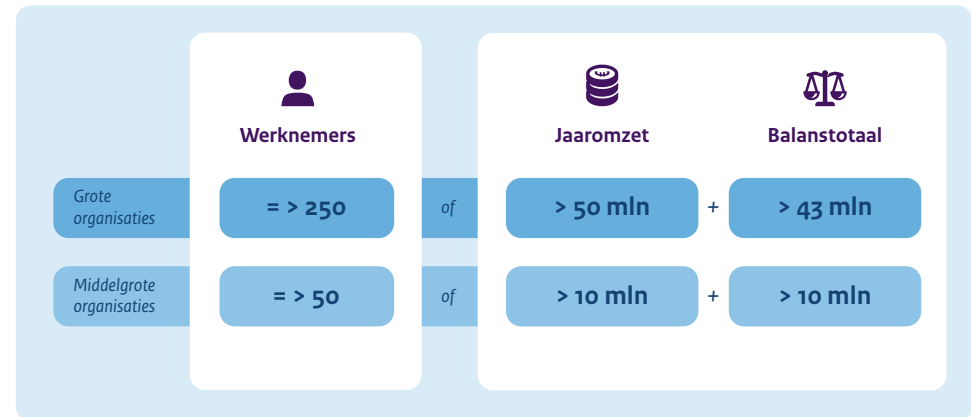 Werknemers
Jaaromzet
Balanstotaal
Grote
organisaties
= > 250
of
> 50 mln
+
> 43 mln
Middelgrote
organisaties
= > 50
of
> 10 mln
+
> 10 mln